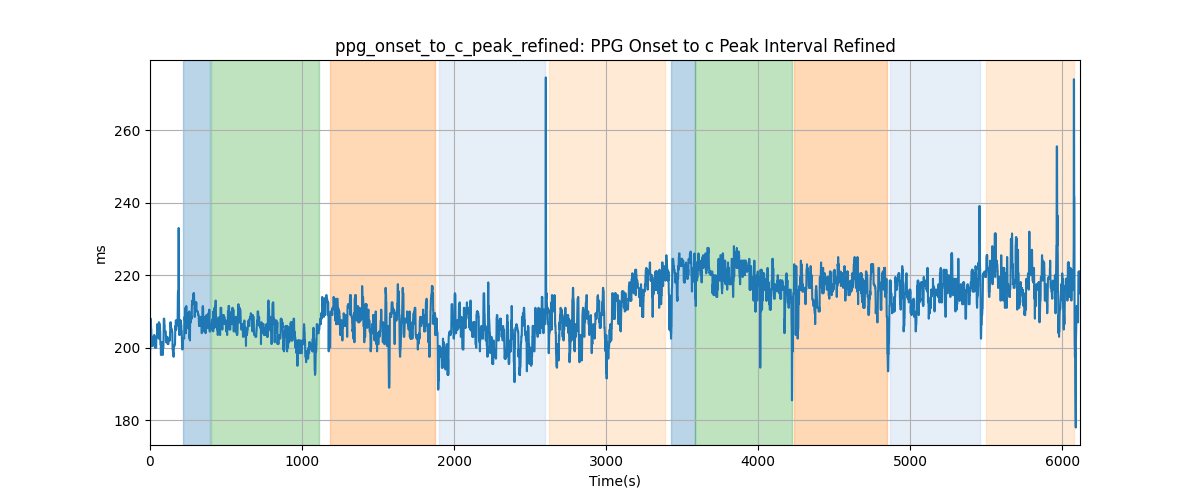 ppg_onset_to_c_peak_refined: PPG Onset to c Peak Interval Refined
260
240
220
200
180
ms
0 1000 2000 3000 4000 5000 6000
Time(s)